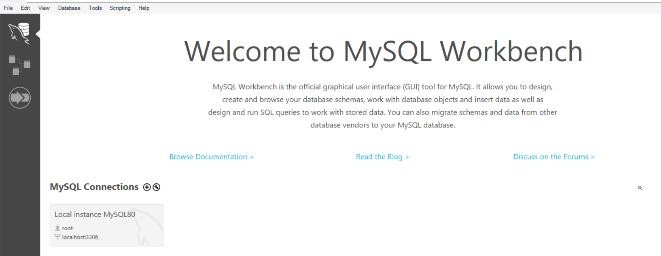 File Edit View Database Tools Scripting Help
Welcome to MySQL Workbench
MySQL Workbench is the official graphical user interface (GUI) tool for MySQL. It allows you to design,
create and browse your database schemas, work with database objects and insert data as well as
design and run SQL queries to work with stored data. You can also migrate schemas and data from other
database vendors to your MySQL database.
Browse Documentation > Read the Blog > Discuss on the Forums >
MySQL Connections
Local instance MySQL80
root
localhost:3306